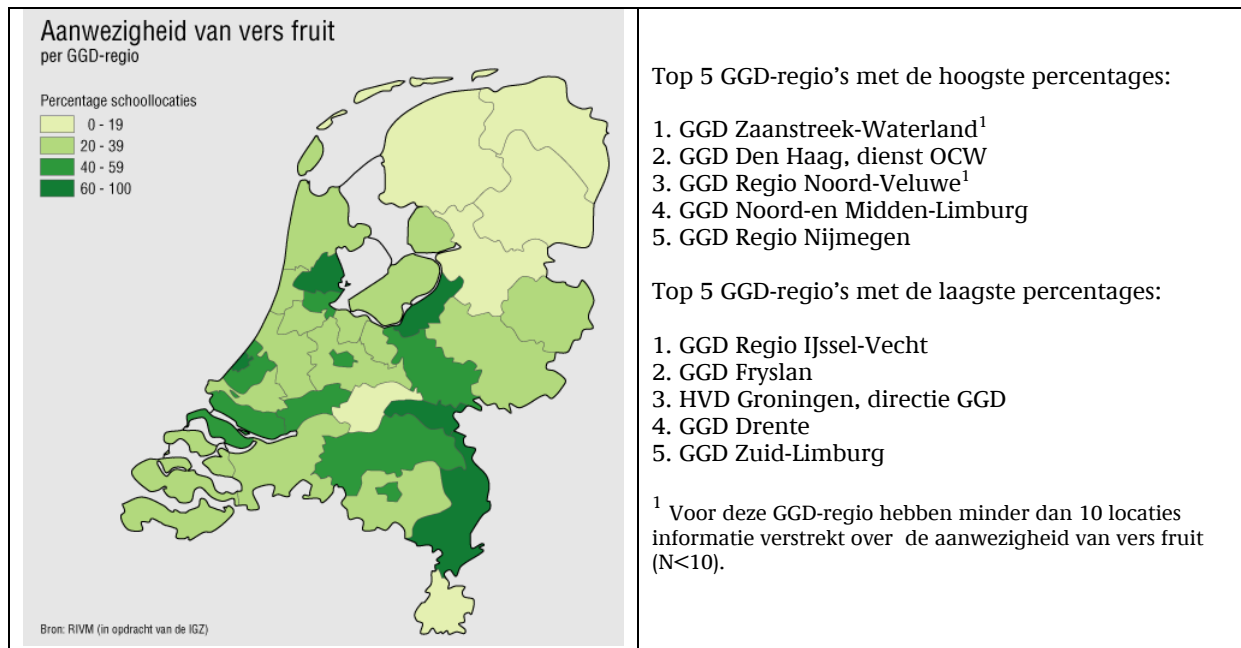 Aanwezigheid van vers fruit
per GGD-regio
Percentage schoollocaties
0 - 19
20 - 39
40 - 59
60 - 100
Bron: RIVM (in opdracht van de IGZ)
Top 5 GGD-regio's met de hoogste percentages:
1. GGD Zaanstreek-Waterland¹
2. GGD Den Haag, dienst OCW
3. GGD Regio Noord-Veluwe¹
4. GGD Noord-en Midden-Limburg
5. GGD Regio Nijmegen
Top 5 GGD-regio's met de laagste percentages:
1. GGD Regio IJssel-Vecht
2. GGD Fryslan
3. HVD Groningen, directie GGD
4. GGD Drente
5. GGD Zuid-Limburg
¹ Voor deze GGD-regio hebben minder dan 10 locaties
informatie verstrekt over de aanwezigheid van vers fruit
(N<10).